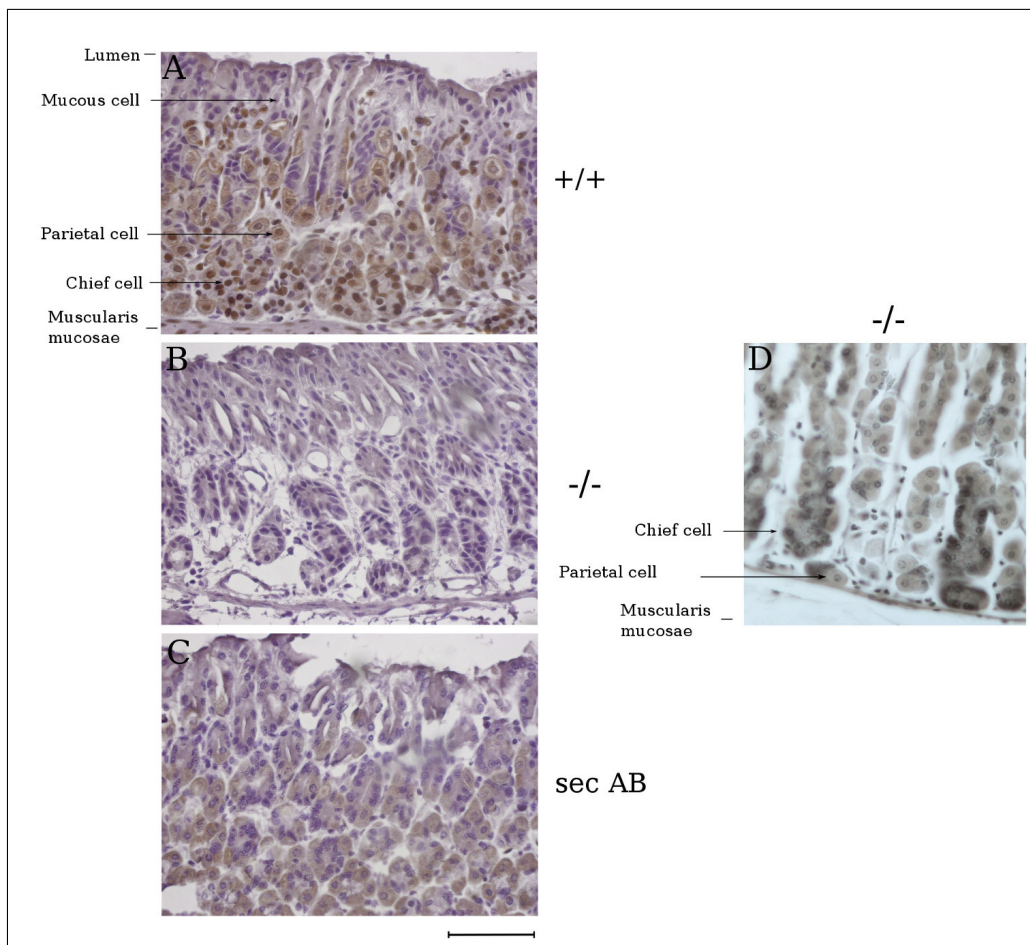 Lumen
A
Mucous cell
+/+
Parietal cell
Chief cell
Muscularis
mucosae
-/-
B
D
-/-
Chief cell
Parietal cell
Muscularis
mucosae
C
sec AB